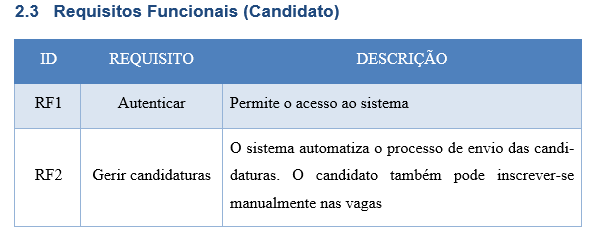 2.3 Requisitos Funcionais (Candidato)
ID REQUISITO DESCRIÇÃO
RF1 Autenticar Permite o acesso ao sistema
O sistema automatiza o processo de envio das candi-
RF2 Gerir candidaturas daturas. O candidato também pode inscrever-se
manualmente nas vagas